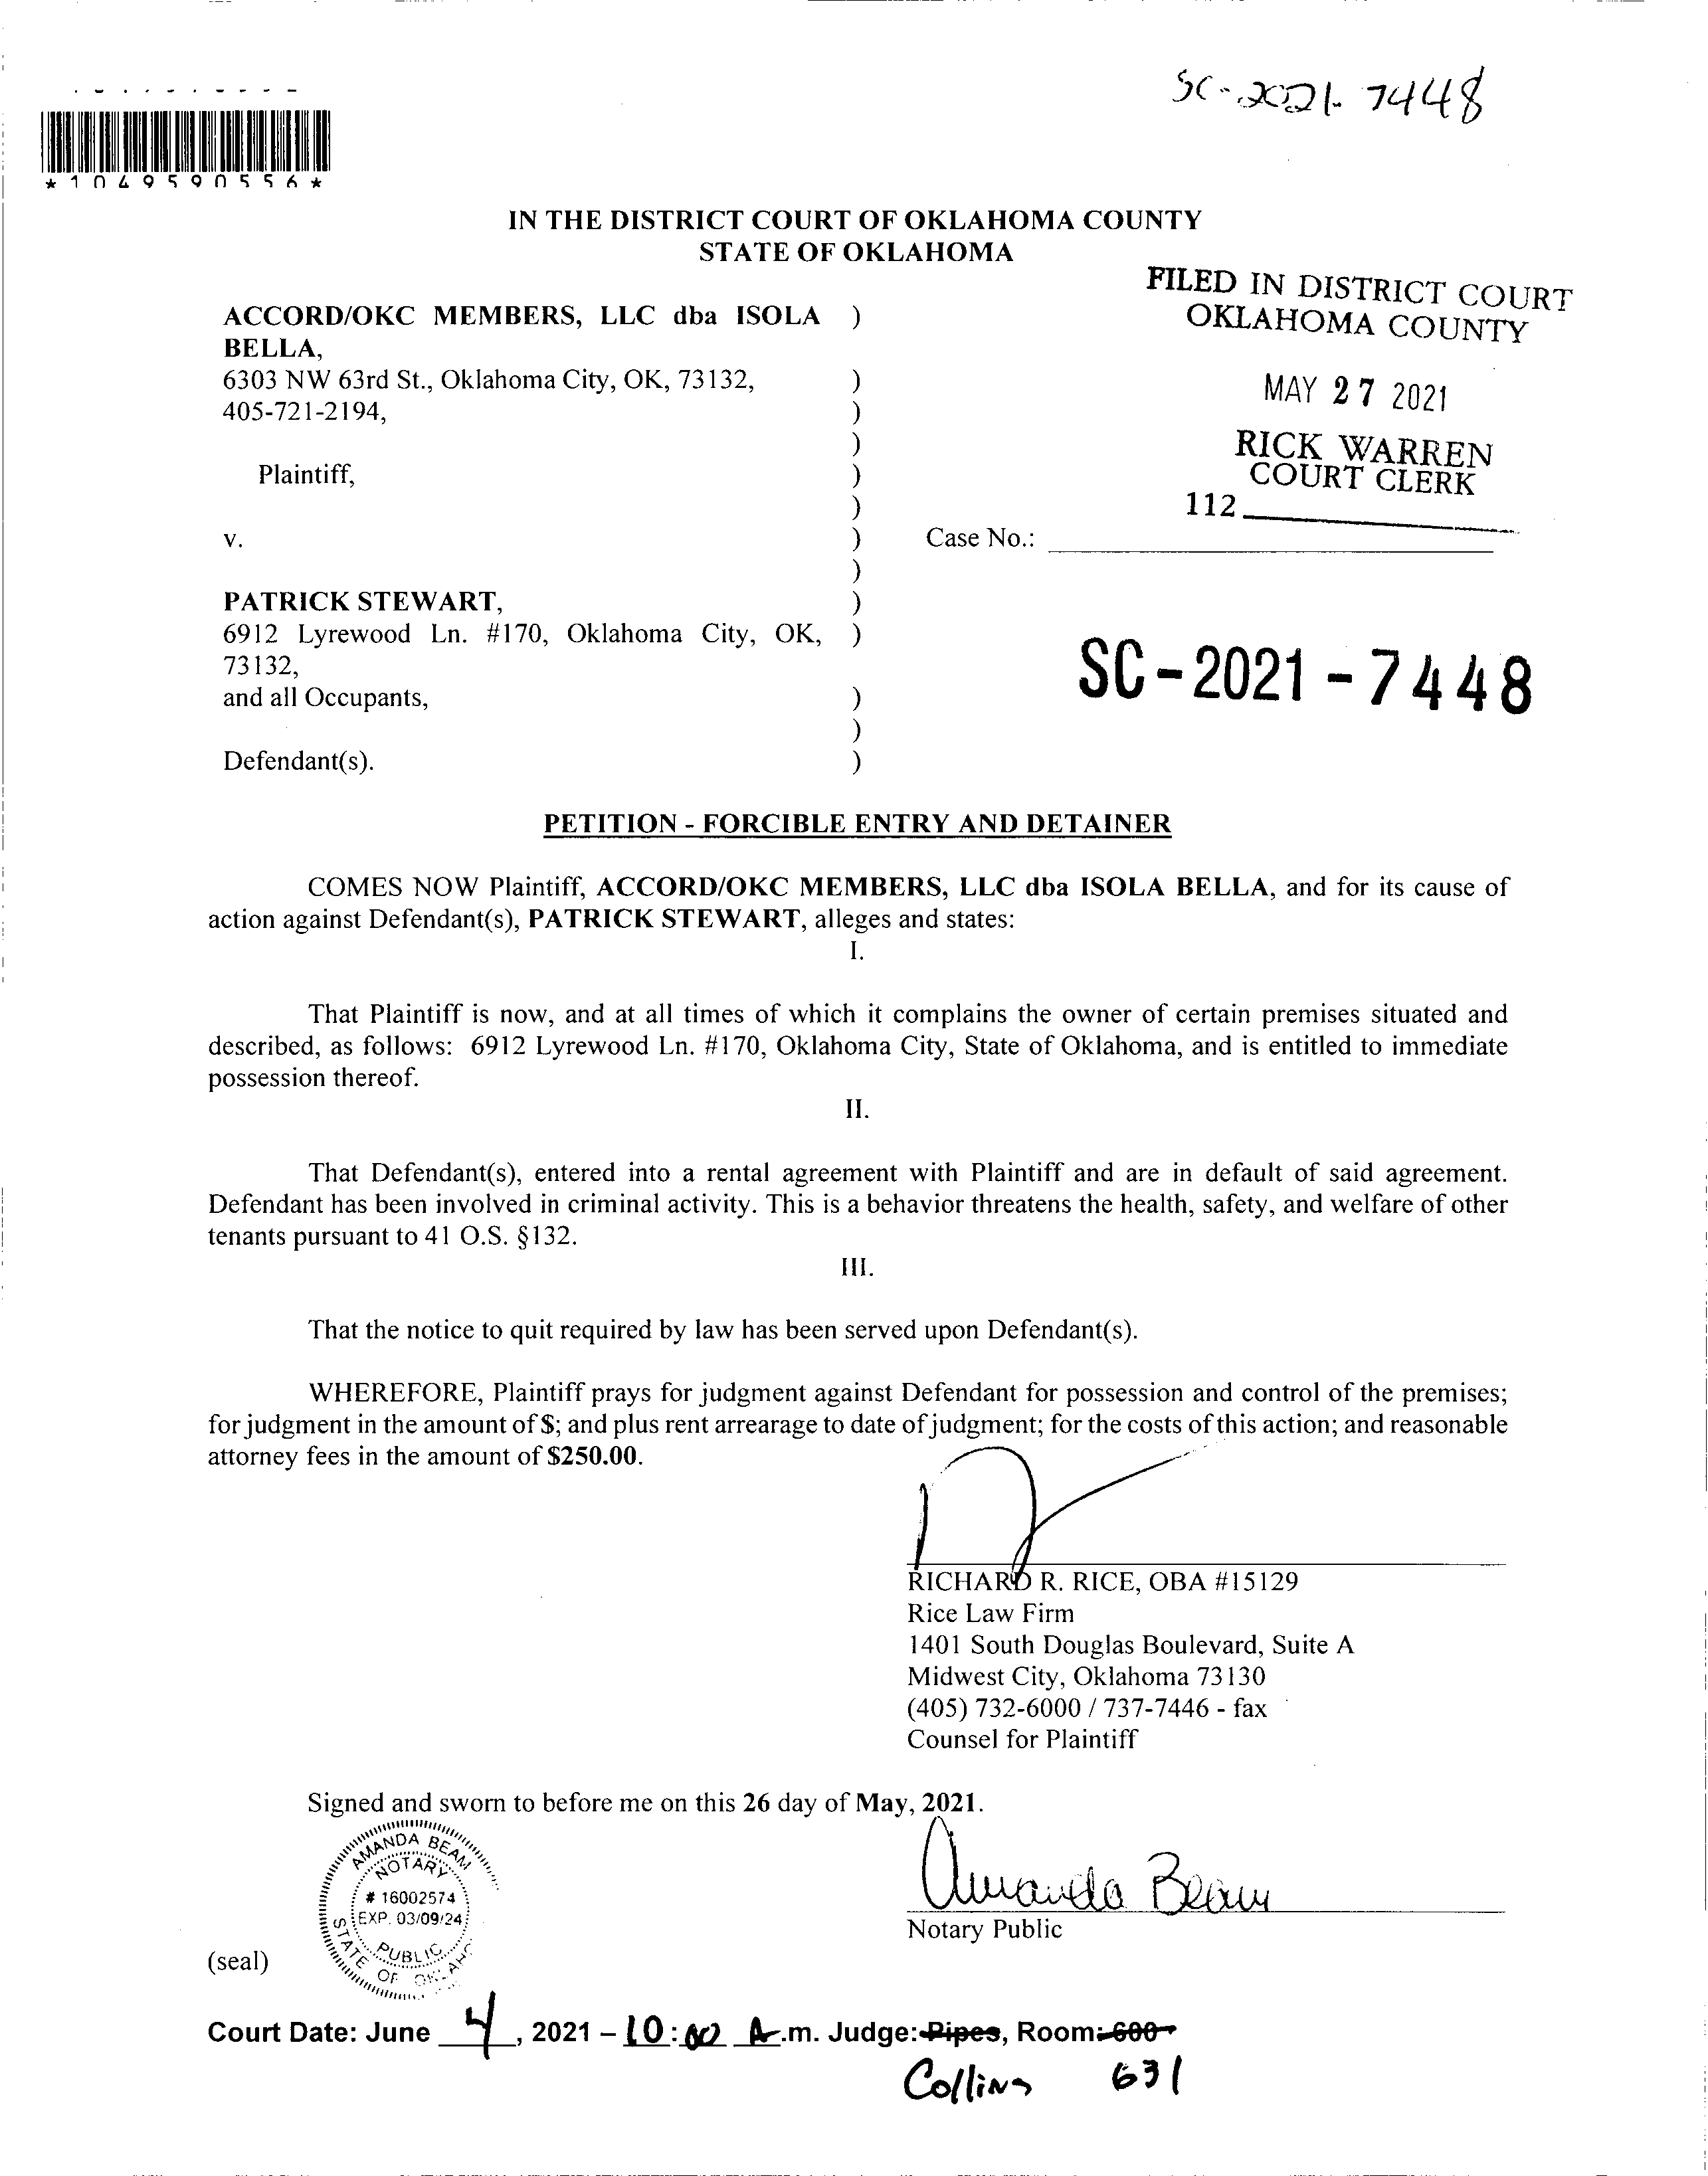 SC-2021-7448
*1049590556*
IN THE DISTRICT COURT OF OKLAHOMA COUNTY
STATE OF OKLAHOMA
FILED IN DISTRICT COURT
OKLAHOMA COUNTY
MAY 27 2021
RICK WARREN
COURT CLERK
112
ACCORD/OKC MEMBERS, LLC dba ISOLA )
BELLA,
6303 NW 63rd St., Oklahoma City, OK, 73132, )
405-721-2194, )
)
Plaintiff, )
)
v. ) Case No.:
)
PATRICK STEWART, )
6912 Lyrewood Ln. #170, Oklahoma City, OK, )
73132,
and all Occupants, )
)
Defendant(s). )
SC-2021-7448
PETITION - FORCIBLE ENTRY AND DETAINER
COMES NOW Plaintiff, ACCORD/OKC MEMBERS, LLC dba ISOLA BELLA, and for its cause of
action against Defendant(s), PATRICK STEWART, alleges and states:
I.
That Plaintiff is now, and at all times of which it complains the owner of certain premises situated and
described, as follows: 6912 Lyrewood Ln. #170, Oklahoma City, State of Oklahoma, and is entitled to immediate
possession thereof.
II.
That Defendant(s), entered into a rental agreement with Plaintiff and are in default of said agreement.
Defendant has been involved in criminal activity. This is a behavior threatens the health, safety, and welfare of other
tenants pursuant to 41 O.S. §132.
III.
That the notice to quit required by law has been served upon Defendant(s).
WHEREFORE, Plaintiff prays for judgment against Defendant for possession and control of the premises;
for judgment in the amount of $; and plus rent arrearage to date of judgment; for the costs of this action; and reasonable
attorney fees in the amount of $250.00.
RICHARD R. RICE, OBA #15129
Rice Law Firm
1401 South Douglas Boulevard, Suite A
Midwest City, Oklahoma 73130
(405) 732-6000 / 737-7446 - fax
Counsel for Plaintiff
Signed and sworn to before me on this 26 day of May, 2021.
AMANDA BEAM
NOTARY
# 16002574
EXP. 03/09/24
PUBLIC
STATE OF OKLAHO
Amanda Beam
Notary Public
(seal)
Court Date: June 4, 2021 – 10:00 A.m. Judge: Pipes, Room: 600
Collins 631